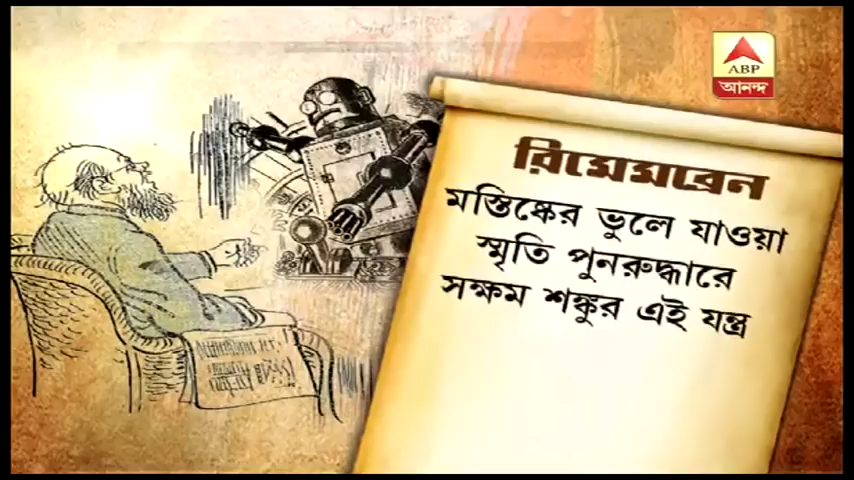 ABP
আনন্দ
রিমেমব্রেন
মস্তিষ্কের ভুলে যাওয়া
স্মৃতি পুনরুদ্ধারে
সক্ষম শঙ্কুর এই যন্ত্র